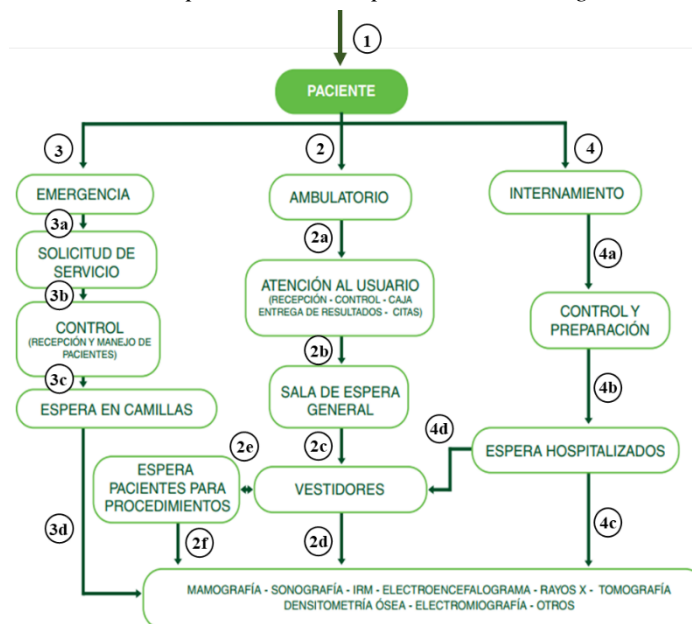 1
PACIENTE
3
2
4
EMERGENCIA
AMBULATORIO
INTERNAMIENTO
3a
2a
4a
SOLICITUD DE
SERVICIO
ATENCIÓN AL USUARIO
(RECEPCIÓN - CONTROL - CAJA
ENTREGA DE RESULTADOS - CITAS)
3b
CONTROL
(RECEPCIÓN Y MANEJO DE
PACIENTES)
CONTROL Y
PREPARACIÓN
2b
3c
4b
ESPERA EN CAMILLAS
SALA DE ESPERA
GENERAL
2e
2c
4d
ESPERA HOSPITALIZADOS
ESPERA
PACIENTES PARA
PROCEDIMIENTOS
VESTIDORES
3d
2f
2d
4c
MAMOGRAFÍA - SONOGRAFÍA - IRM - ELECTROENCEFALOGRAMA - RAYOS X - TOMOGRAFÍA
DENSITOMETRÍA ÓSEA - ELECTROMIOGRAFÍA - OTROS